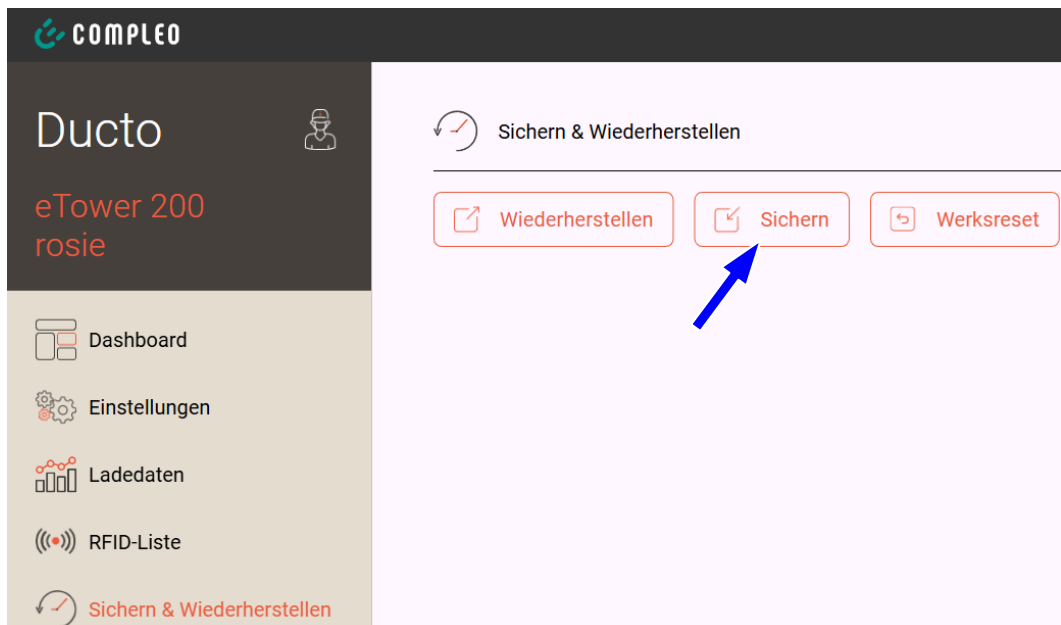 COMPLEO
Ducto
eTower 200
rosie
Dashboard
Einstellungen
Ladedaten
RFID-Liste
Sichern & Wiederherstellen
Sichern & Wiederherstellen
Wiederherstellen
Sichern
Werksreset